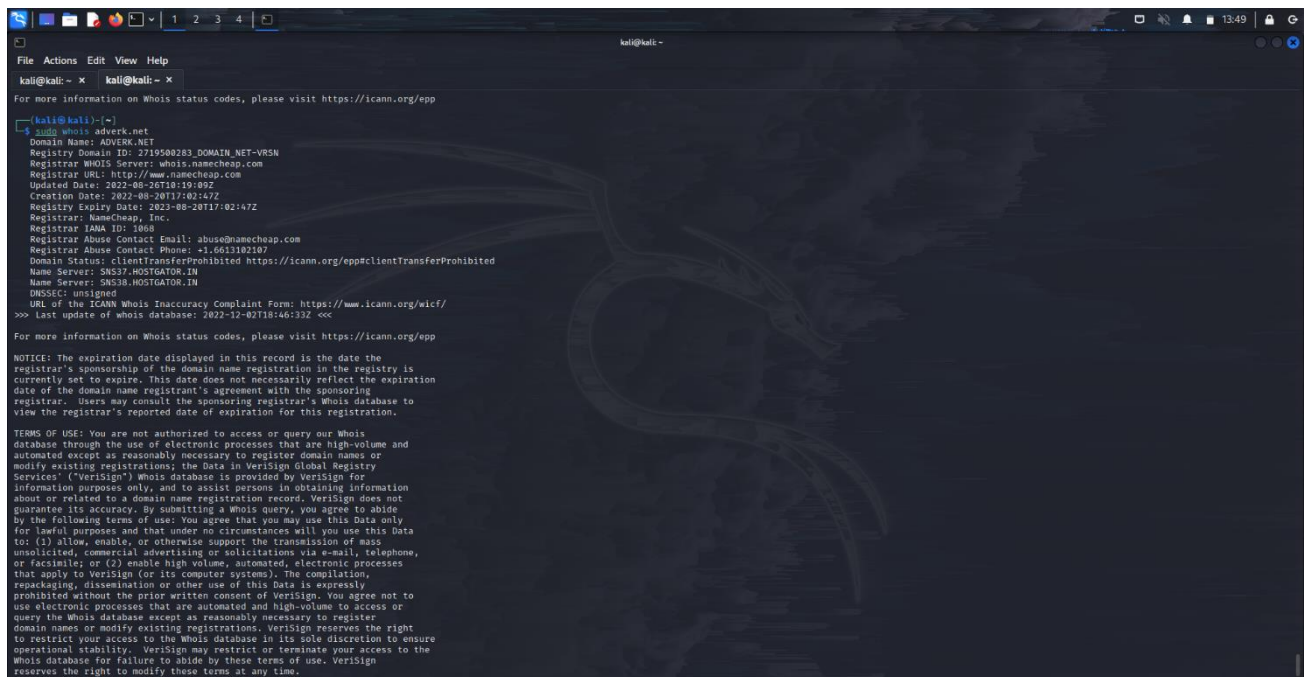 1 2 3 4
13:49
kali@kali: ~
File Actions Edit View Help
kali@kali: ~ × kali@kali: ~ ×
For more information on Whois status codes, please visit https://icann.org/epp
┌──(kali㉿kali)-[~]
└─$ sudo whois adverk.net
Domain Name: ADVERK.NET
Registry Domain ID: 2719500283_DOMAIN_NET-VRSN
Registrar WHOIS Server: whois.namecheap.com
Registrar URL: http://www.namecheap.com
Updated Date: 2022-08-26T10:19:09Z
Creation Date: 2022-08-20T17:02:47Z
Registry Expiry Date: 2023-08-20T17:02:47Z
Registrar: NameCheap, Inc.
Registrar IANA ID: 1068
Registrar Abuse Contact Email: abuse@namecheap.com
Registrar Abuse Contact Phone: +1.6613102107
Domain Status: clientTransferProhibited https://icann.org/epp#clientTransferProhibited
Name Server: SNS37.HOSTGATOR.IN
Name Server: SNS38.HOSTGATOR.IN
DNSSEC: unsigned
URL of the ICANN Whois Inaccuracy Complaint Form: https://www.icann.org/wicf/
>>> Last update of whois database: 2022-12-02T18:46:33Z <<<
For more information on Whois status codes, please visit https://icann.org/epp
NOTICE: The expiration date displayed in this record is the date the
registrar's sponsorship of the domain name registration in the registry is
currently set to expire. This date does not necessarily reflect the expiration
date of the domain name registrant's agreement with the sponsoring
registrar. Users may consult the sponsoring registrar's Whois database to
view the registrar's reported date of expiration for this registration.
TERMS OF USE: You are not authorized to access or query our Whois
database through the use of electronic processes that are high-volume and
automated except as reasonably necessary to register domain names or
modify existing registrations; the Data in VeriSign Global Registry
Services' ("VeriSign") Whois database is provided by VeriSign for
information purposes only, and to assist persons in obtaining information
about or related to a domain name registration record. VeriSign does not
guarantee its accuracy. By submitting a Whois query, you agree to abide
by the following terms of use: You agree that you may use this Data only
for lawful purposes and that under no circumstances will you use this Data
to: (1) allow, enable, or otherwise support the transmission of mass
unsolicited, commercial advertising or solicitations via e-mail, telephone,
or facsimile; or (2) enable high volume, automated, electronic processes
that apply to VeriSign (or its computer systems). The compilation,
repackaging, dissemination or other use of this Data is expressly
prohibited without the prior written consent of VeriSign. You agree not to
use electronic processes that are automated and high-volume to access or
query the Whois database except as reasonably necessary to register
domain names or modify existing registrations. VeriSign reserves the right
to restrict your access to the Whois database in its sole discretion to ensure
operational stability. VeriSign may restrict or terminate your access to the
Whois database for failure to abide by these terms of use. VeriSign
reserves the right to modify these terms at any time.